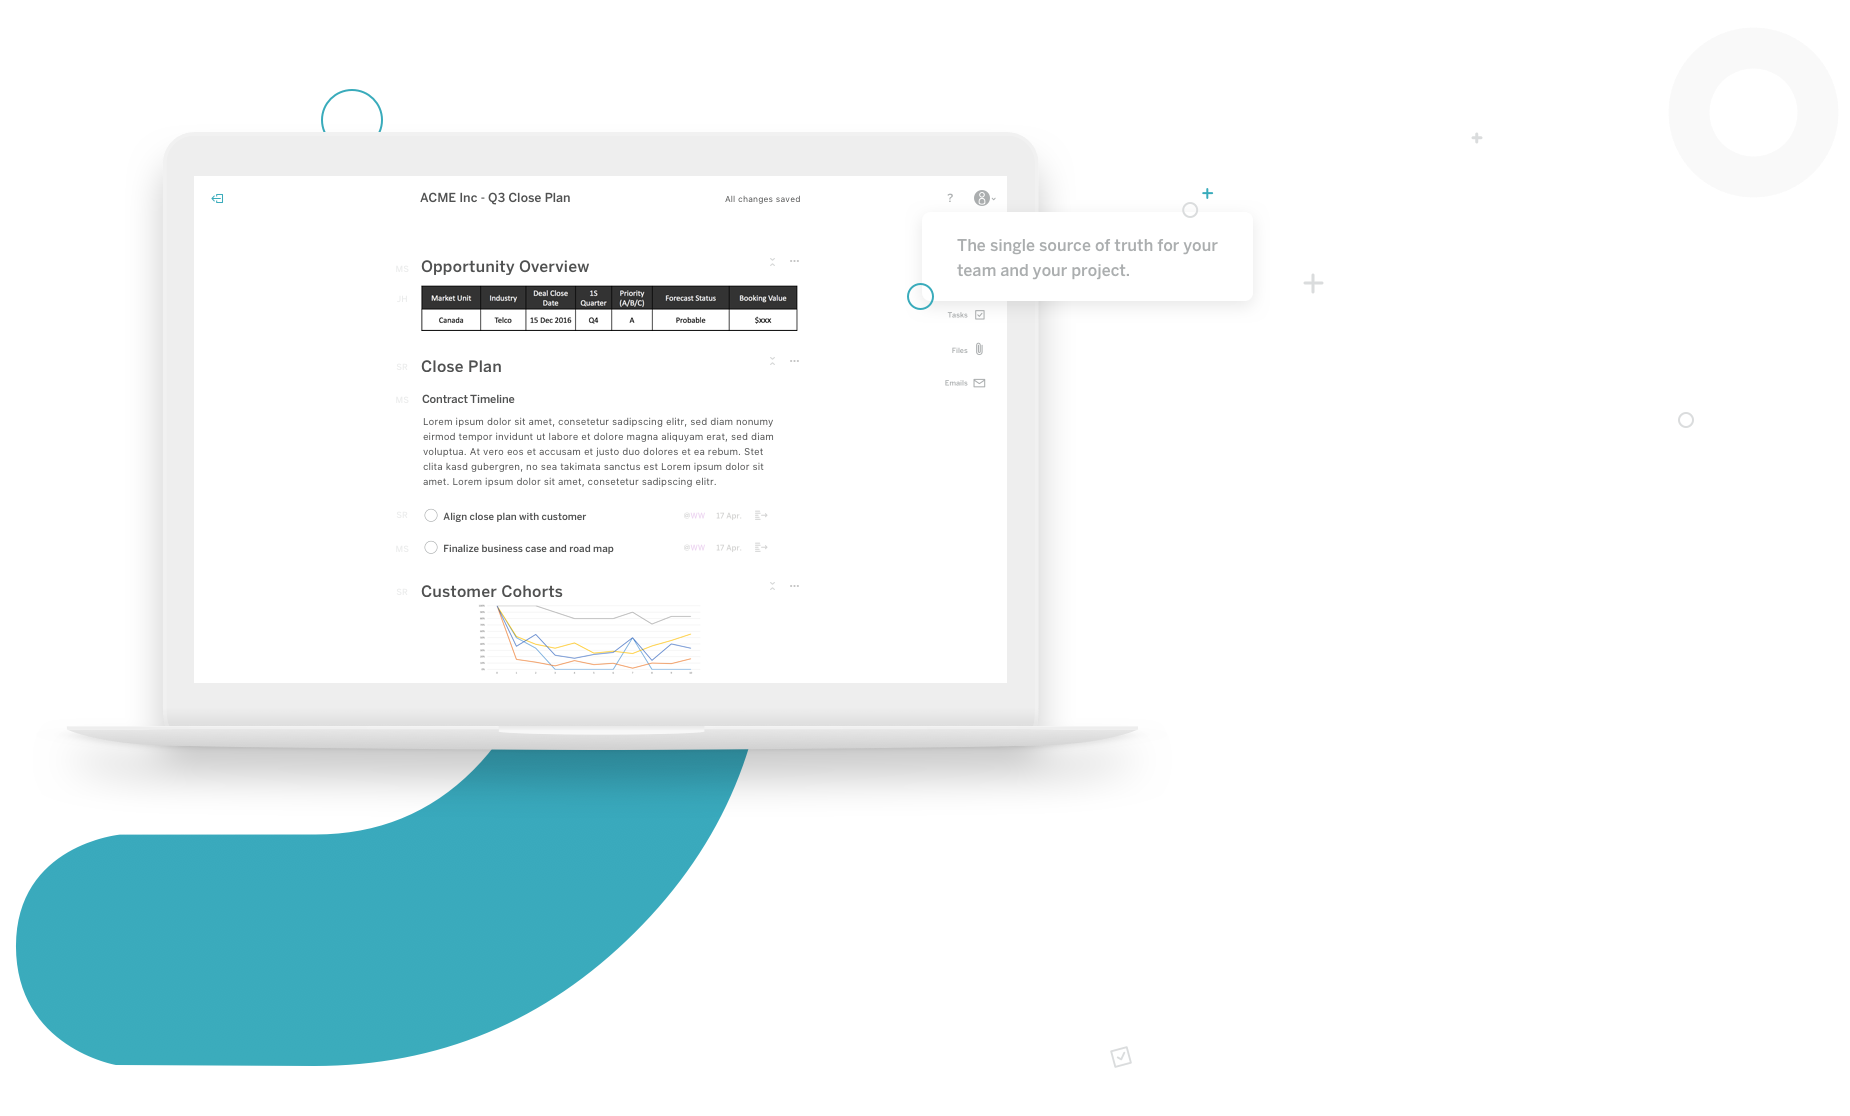 ACME Inc - Q3 Close Plan
All changes saved
?
The single source of truth for your
team and your project.
MS
Opportunity Overview
JH
Market Unit
Industry
Deal Close
Date
15
Quarter
Priority
(A/B/C)
Forecast Status
Booking Value
Canada
Telco
15 Dec 2016
Q4
A
Probable
$xxx
Tasks
Files
Emails
SR
Close Plan
MS
Contract Timeline
Lorem ipsum dolor sit amet, consetetur sadipscing elitr, sed diam nonumy
eirmod tempor invidunt ut labore et dolore magna aliquyam erat, sed diam
voluptua. At vero eos et accusam et justo duo dolores et ea rebum. Stet
clita kasd gubergren, no sea takimata sanctus est Lorem ipsum dolor sit
amet. Lorem ipsum dolor sit amet, consetetur sadipscing elitr.
SR
Align close plan with customer
@WW
17 Apr.
MS
Finalize business case and road map
@WW
17 Apr.
SR
Customer Cohorts